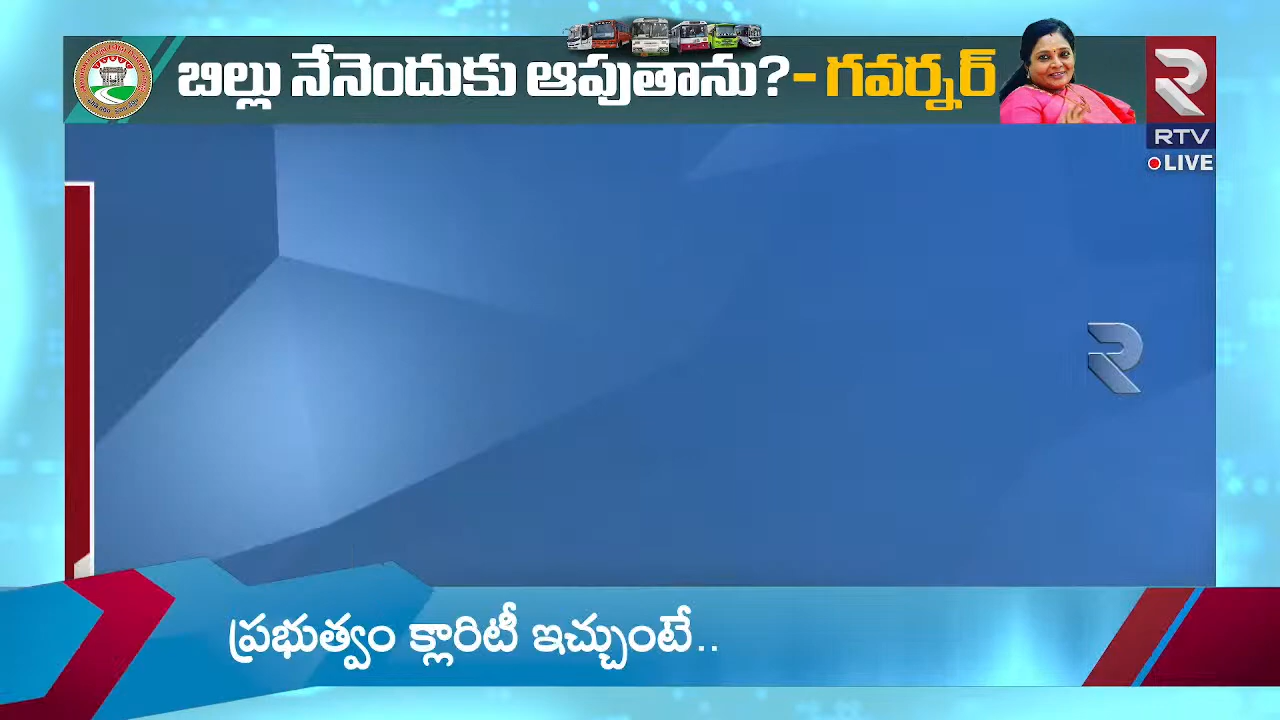 బిల్లు నేనెందుకు ఆపుతాను?- గవర్నర్
RTV
LIVE
ప్రభుత్వం క్లారిటీ ఇచ్చుంటే..